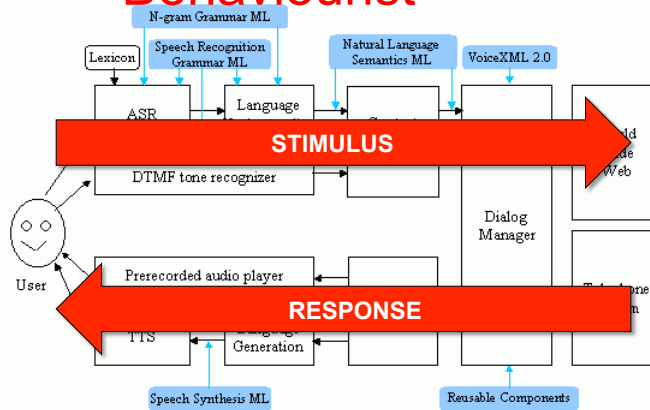 Behaviourist
N-gram Grammar ML
Speech Recognition
Grammar ML
Natural Language
Semantics ML
VoiceXML 2.0
Lexicon
ASR
Language
STIMULUS
Web
DTMF tone recognizer
Dialog
Manager
User
Prerecorded audio player
RESPONSE
TTS
Generation
Speech Synthesis ML
Reusable Components